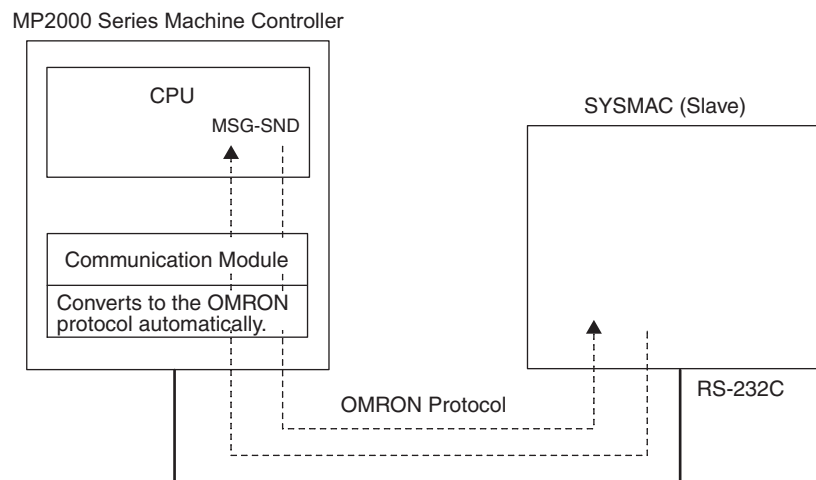 MP2000 Series Machine Controller
CPU
MSG-SND
SYSMAC (Slave)
Communication Module
Converts to the OMRON
protocol automatically.
OMRON Protocol
RS-232C